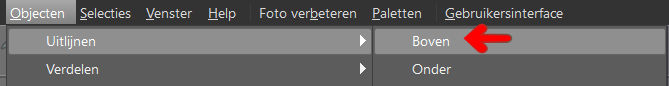 Objecten Selecties Venster Help Foto verbeteren Paletten Gebruikersinterface
Uitlijnen Boven
Verdelen Onder